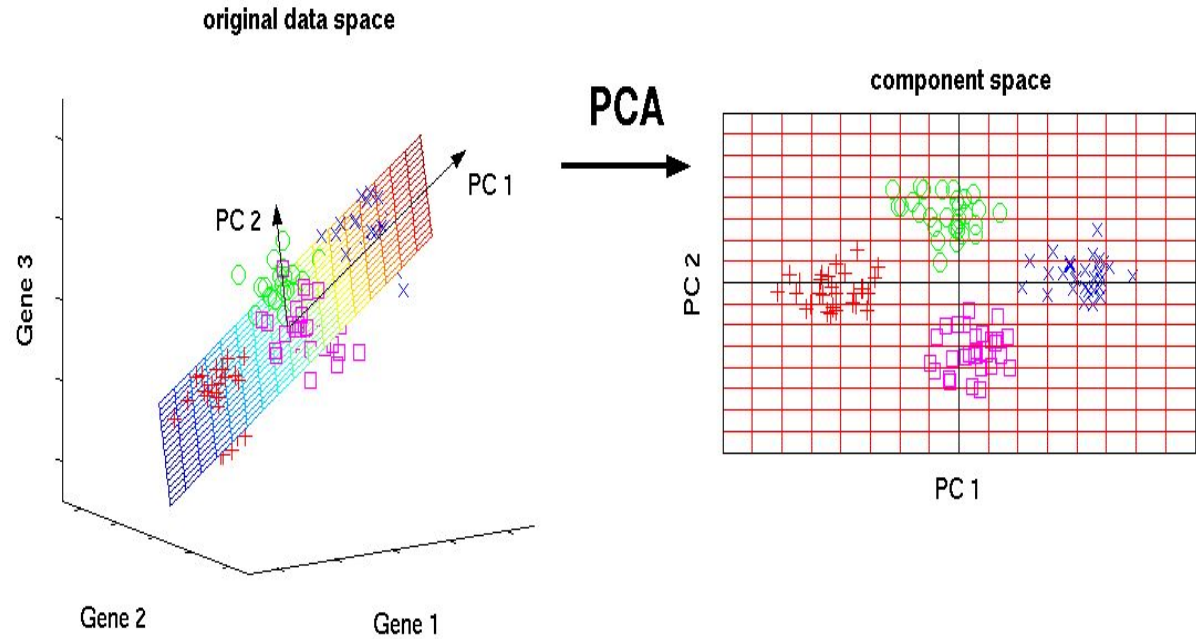 original data space
PC 1
PC 2
Gene 3
Gene 2
Gene 1
PCA
component space
PC 2
PC 1